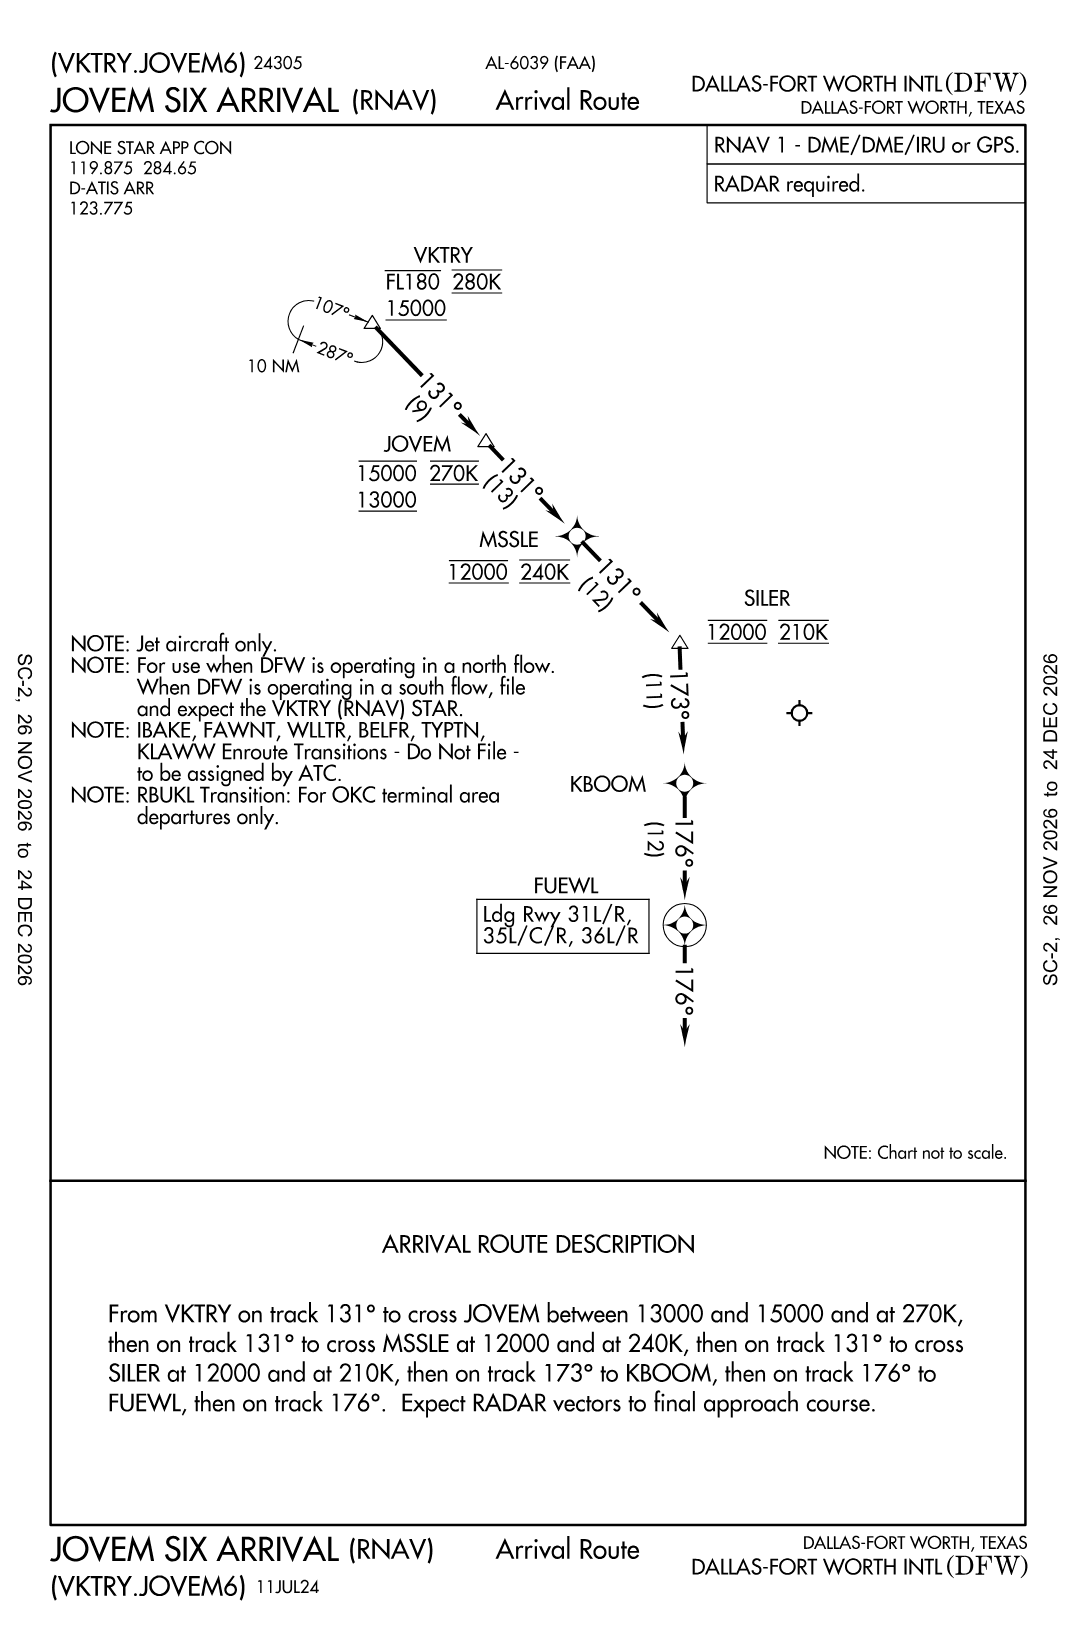 (VKTRY.JOVEM6) 24305
AL-6039 (FAA)
DALLAS-FORT WORTH INTL (DFW)
JOVEM SIX ARRIVAL (RNAV)
Arrival Route
DALLAS-FORT WORTH, TEXAS
LONE STAR APP CON
119.875 284.65
D-ATIS ARR
123.775
RNAV 1 - DME/DME/IRU or GPS.
RADAR required.
VKTRY
FL180 280K
15000
107°
287°
10 NM
131°
(9)
JOVEM
15000 270K
13000
131°
(13)
MSSLE
12000 240K
131°
(12)
SILER
12000 210K
NOTE: Jet aircraft only.
NOTE: For use when DFW is operating in a north flow.
When DFW is operating in a south flow, file
and expect the VKTRY (RNAV) STAR.
NOTE: IBAKE, FAWNT, WLLTR, BELFR, TYPTN,
KLAWW Enroute Transitions - Do Not File -
to be assigned by ATC.
NOTE: RBUKL Transition: For OKC terminal area
departures only.
173°
(11)
KBOOM
176°
(12)
FUEWL
Ldg Rwy 31L/R,
35L/C/R, 36L/R
176°
SC-2, 26 NOV 2026 to 24 DEC 2026
SC-2, 26 NOV 2026 to 24 DEC 2026
NOTE: Chart not to scale.
ARRIVAL ROUTE DESCRIPTION
From VKTRY on track 131° to cross JOVEM between 13000 and 15000 and at 270K,
then on track 131° to cross MSSLE at 12000 and at 240K, then on track 131° to cross
SILER at 12000 and at 210K, then on track 173° to KBOOM, then on track 176° to
FUEWL, then on track 176°. Expect RADAR vectors to final approach course.
JOVEM SIX ARRIVAL (RNAV)
Arrival Route
DALLAS-FORT WORTH, TEXAS
DALLAS-FORT WORTH INTL (DFW)
(VKTRY.JOVEM6) 11JUL24